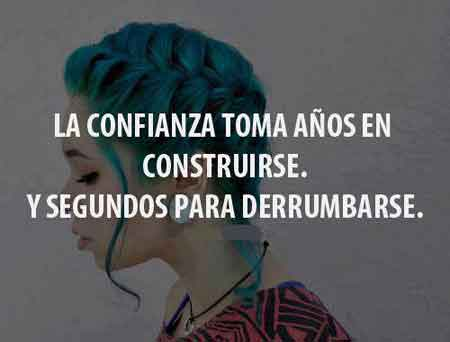 LA CONFIANZA TOMA AÑOS EN
CONSTRUIRSE.
Y SEGUNDOS PARA DERRUMBARSE.